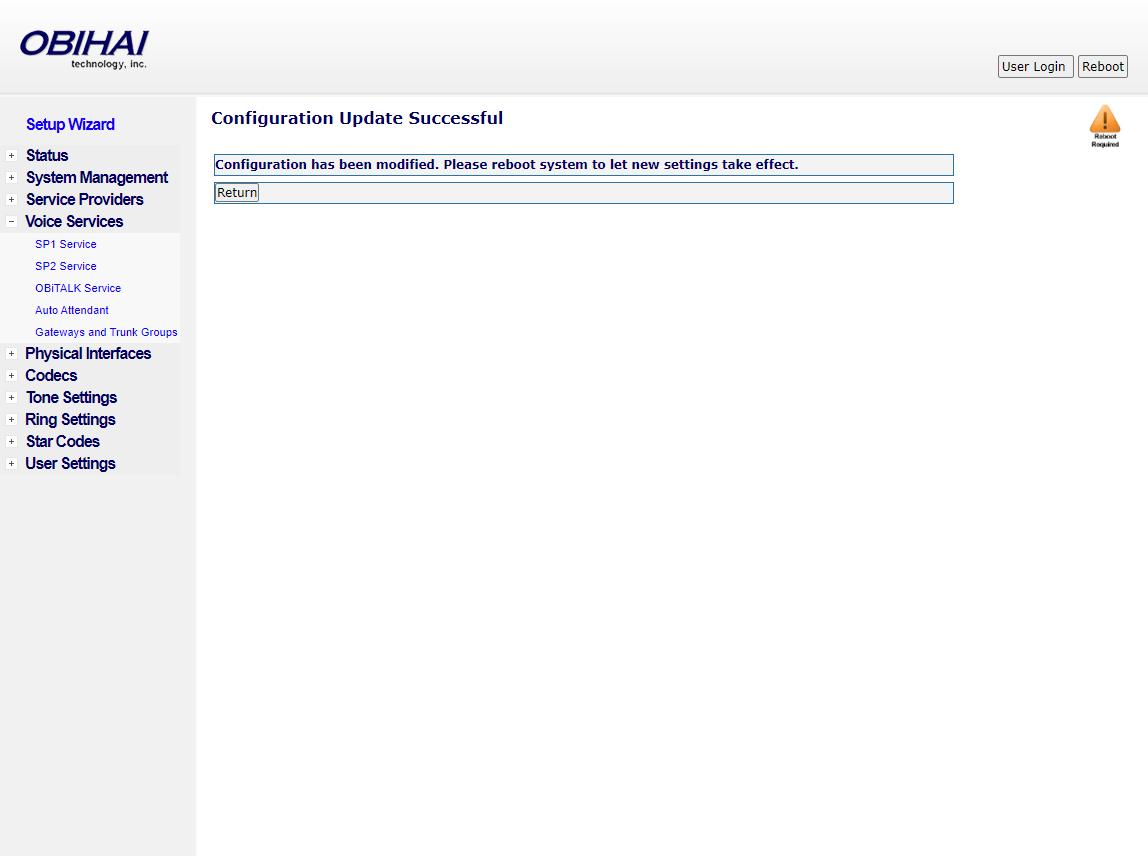 OBIHAI
technology, inc.
User Login Reboot
Setup Wizard
Status
System Management
Service Providers
Voice Services
SP1 Service
SP2 Service
OBiTALK Service
Auto Attendant
Gateways and Trunk Groups
Physical Interfaces
Codecs
Tone Settings
Ring Settings
Star Codes
User Settings
Configuration Update Successful
Reboot
Required
Configuration has been modified. Please reboot system to let new settings take effect.
Return